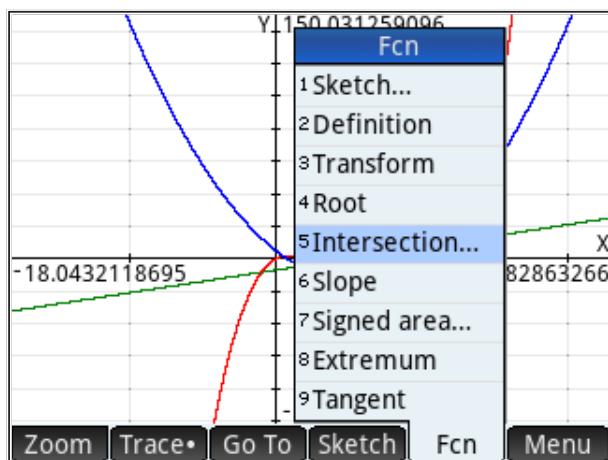 Y 150.031259096
Fcn
1 Sketch...
2 Definition
3 Transform
4 Root
5 Intersection...
6 Slope
7 Signed area...
8 Extremum
9 Tangent
X
-18.0432118695
82863266
-
Zoom Trace• Go To Sketch Fcn Menu